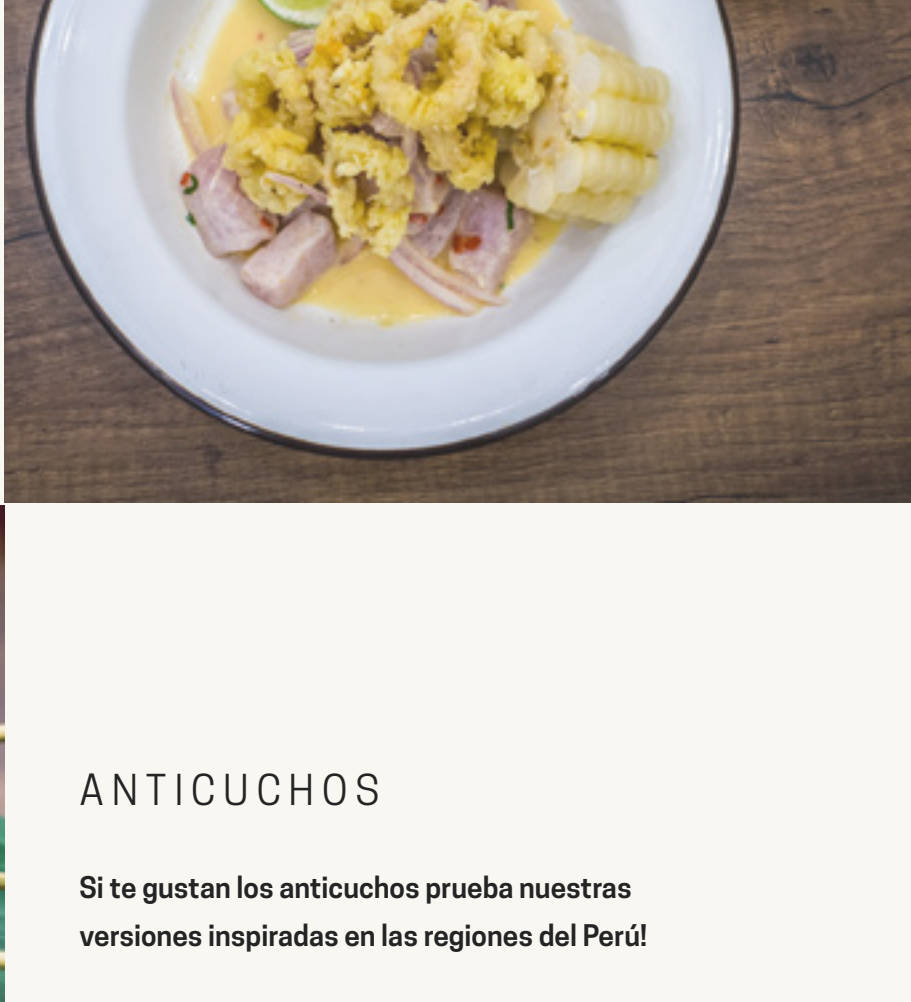 ANTICUCHOS
Si te gustan los anticuchos prueba nuestras
versiones inspiradas en las regiones del Perú!